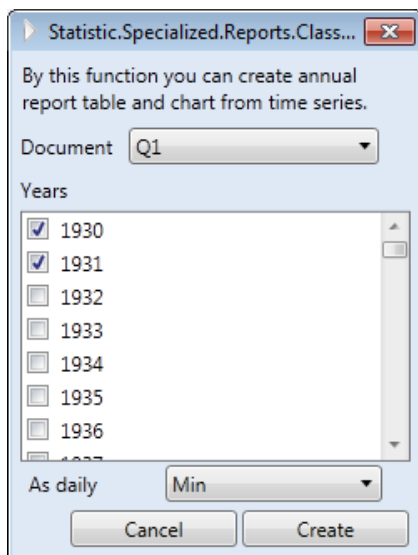 Statistic.Specialized.Reports.Class...
By this function you can create annual
report table and chart from time series.
Document Q1
Years
1930
1931
1932
1933
1934
1935
1936
As daily Min
Cancel Create